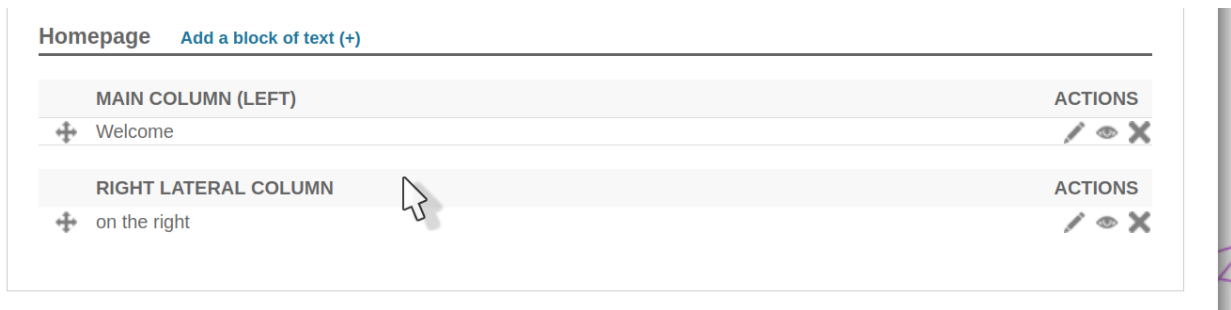 Homepage Add a block of text (+)
MAIN COLUMN (LEFT) ACTIONS
Welcome
RIGHT LATERAL COLUMN ACTIONS
on the right